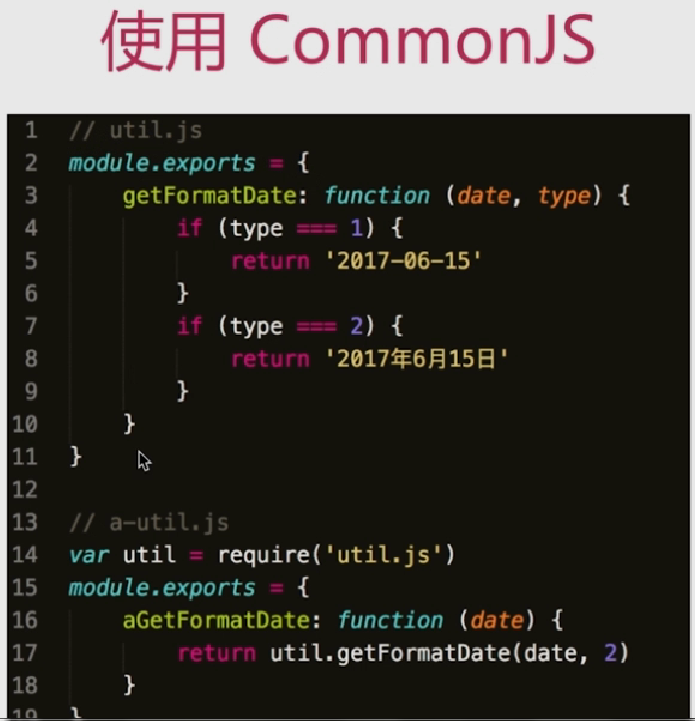 使用 CommonJS
1 // util.js
2 module.exports = {
3 getFormatDate: function (date, type) {
4 if (type === 1) {
5 return '2017-06-15'
6 }
7 if (type === 2) {
8 return '2017年6月15日'
9 }
10 }
11 }
12
13 // a-util.js
14 var util = require('util.js')
15 module.exports = {
16 aGetFormatDate: function (date) {
17 return util.getFormatDate(date, 2)
18 }
19 }